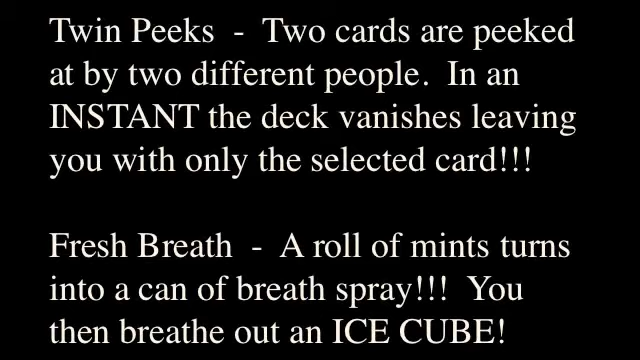 Twin Peeks  -  Two cards are peeked
at by two different people.  In an
INSTANT the deck vanishes leaving
you with only the selected card!!!
Fresh Breath  -  A roll of mints turns
into a can of breath spray!!!  You
then breathe out an ICE CUBE!